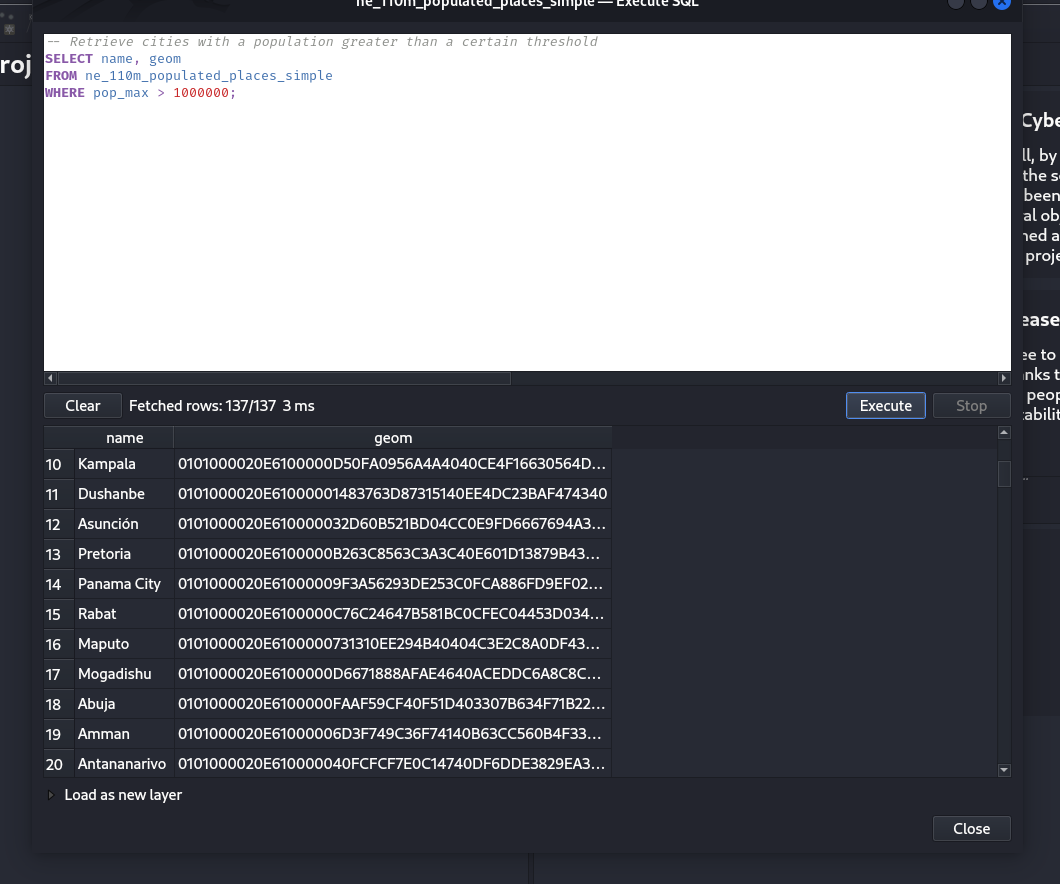 ne_110m_populated_places_simple — Execute SQL
roj
-- Retrieve cities with a population greater than a certain threshold
SELECT name, geom
FROM ne_110m_populated_places_simple
WHERE pop_max > 1000000;
Cybe
ll, by
the s
been
al ob
ned a
proje
ease
ee to
anks t
peop
tabilit
...
Clear Fetched rows: 137/137 3 ms Execute Stop
name geom
10 Kampala 0101000020E6100000D50FA0956A4A4040CE4F16630564D...
11 Dushanbe 0101000020E61000001483763D87315140EE4DC23BAF474340
12 Asunción 0101000020E610000032D60B521BD04CC0E9FD6667694A3...
13 Pretoria 0101000020E6100000B263C8563C3A3C40E601D13879B43...
14 Panama City 0101000020E61000009F3A56293DE253C0FCA886FD9EF02...
15 Rabat 0101000020E6100000C76C24647B581BC0CFEC04453D034...
16 Maputo 0101000020E6100000731310EE294B40404C3E2C8A0DF43...
17 Mogadishu 0101000020E6100000D6671888AFAE4640ACEDDC6A8C8C...
18 Abuja 0101000020E6100000FAAF59CF40F51D403307B634F71B22...
19 Amman 0101000020E61000006D3F749C36F74140B63CC560B4F33...
20 Antananarivo 0101000020E610000040FCFCF7E0C14740DF6DDE3829EA3...
Load as new layer
Close